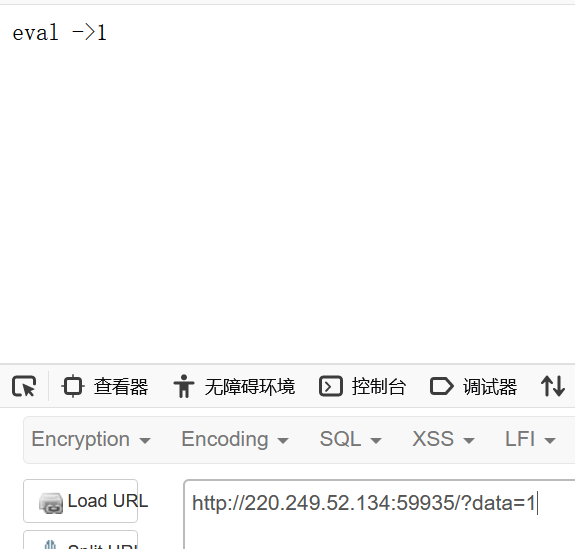 eval ->1
查看器 无障碍环境 控制台 调试器
Encryption Encoding SQL XSS LFI
Load URL http://220.249.52.134:59935/?data=1
Split URL